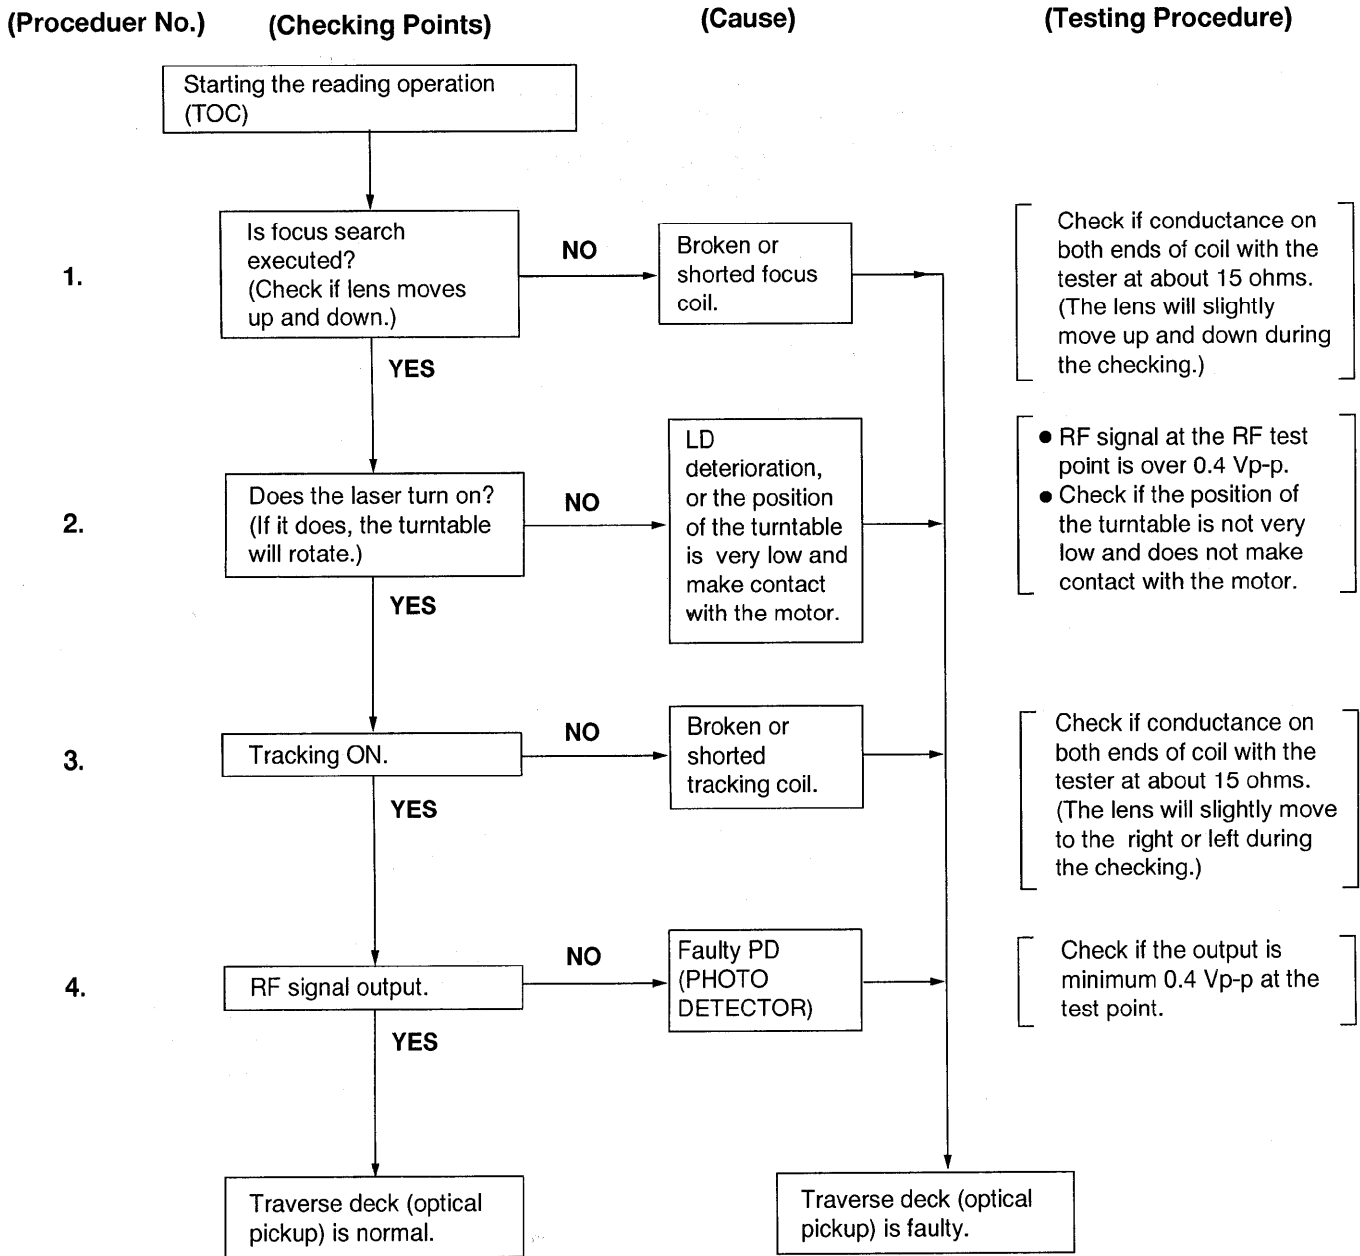 (Proceduer No.) (Checking Points) (Cause) (Testing Procedure)
Starting the reading operation
(TOC)
1.
Is focus search
executed?
(Check if lens moves
up and down.)
NO
YES
Broken or
shorted focus
coil.
Check if conductance on
both ends of coil with the
tester at about 15 ohms.
(The lens will slightly
move up and down during
the checking.)
2.
Does the laser turn on?
(If it does, the turntable
will rotate.)
NO
YES
LD
deterioration,
or the position
of the turntable
is very low and
make contact
with the motor.
● RF signal at the RF test
point is over 0.4 Vp-p.
● Check if the position of
the turntable is not very
low and does not make
contact with the motor.
3.
Tracking ON.
NO
YES
Broken or
shorted
tracking coil.
Check if conductance on
both ends of coil with the
tester at about 15 ohms.
(The lens will slightly move
to the right or left during
the checking.)
4.
RF signal output.
NO
YES
Faulty PD
(PHOTO
DETECTOR)
Check if the output is
minimum 0.4 Vp-p at the
test point.
Traverse deck (optical
pickup) is normal.
Traverse deck (optical
pickup) is faulty.